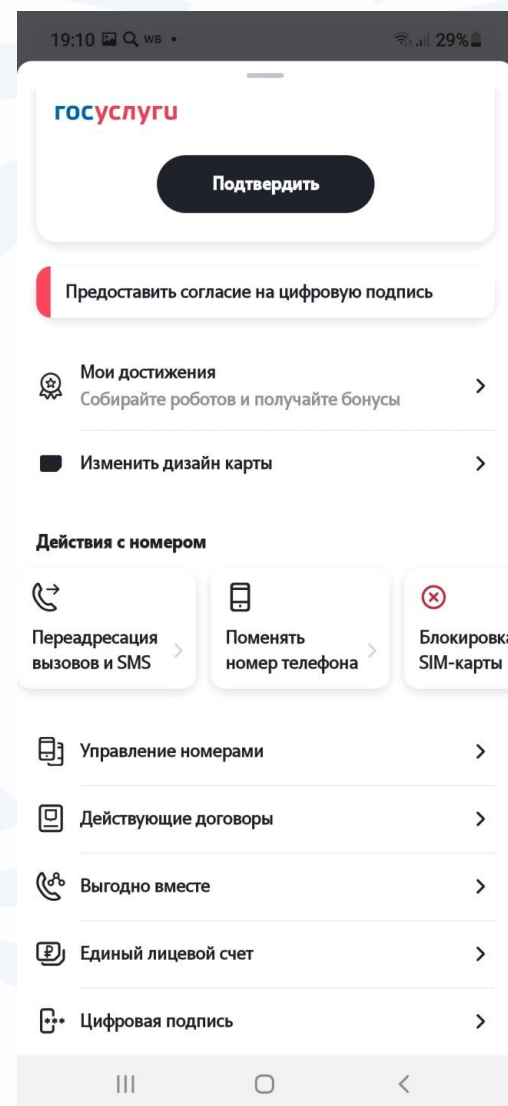 19:10 WB • 29%
госуслуги
Подтвердить
Предоставить согласие на цифровую подпись
Мои достижения
Собирайте роботов и получайте бонусы
Изменить дизайн карты
Действия с номером
Переадресация
вызовов и SMS
Поменять
номер телефона
Блокировка
SIM-карты
Управление номерами
Действующие договоры
Выгодно вместе
Единый лицевой счет
Цифровая подпись